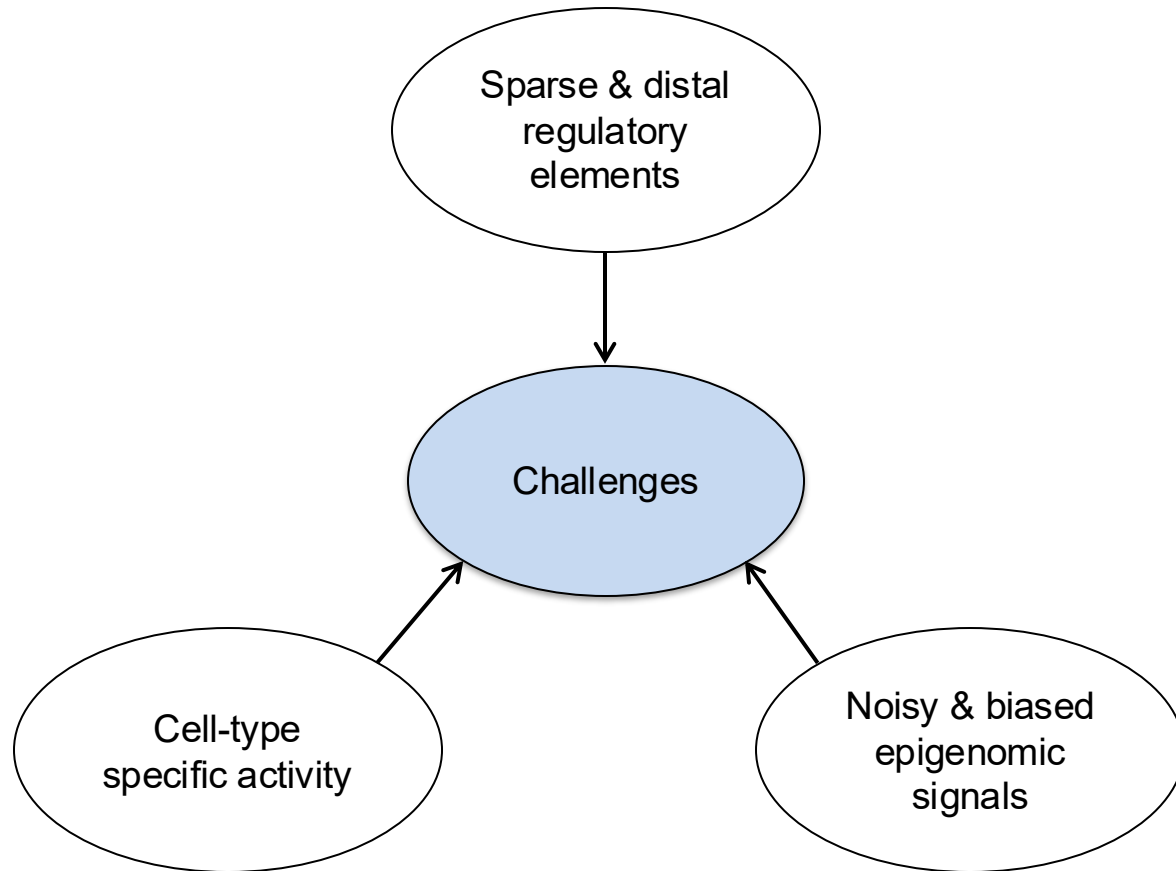 Sparse & distal
regulatory
elements
Challenges
Cell-type
specific activity
Noisy & biased
epigenomic
signals